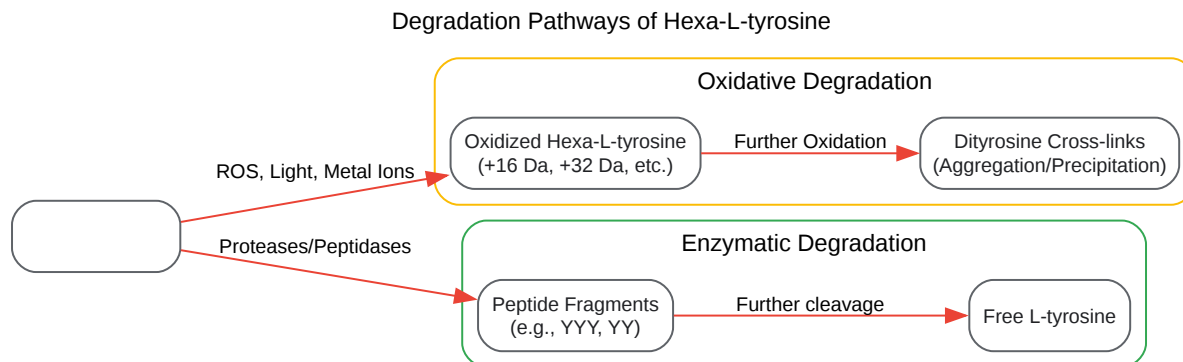 Degradation Pathways of Hexa-L-tyrosine
Oxidative Degradation
Oxidized Hexa-L-tyrosine
(+16 Da, +32 Da, etc.)
Further Oxidation
Dityrosine Cross-links
(Aggregation/Precipitation)
ROS, Light, Metal Ions
Proteases/Peptidases
Enzymatic Degradation
Peptide Fragments
(e.g., YYY, YY)
Further cleavage
Free L-tyrosine